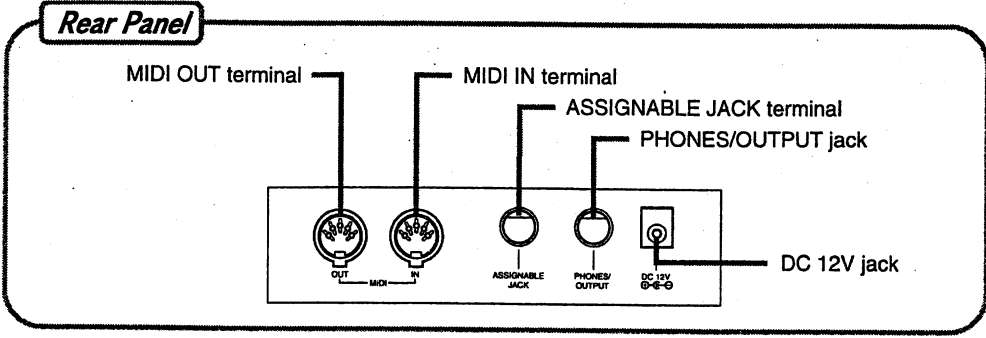 Rear Panel
MIDI OUT terminal
MIDI IN terminal
ASSIGNABLE JACK terminal
PHONES/OUTPUT jack
DC 12V jack
OUT
MIDI
IN
ASSIGNABLE
JACK
PHONES/
OUTPUT
DC 12V